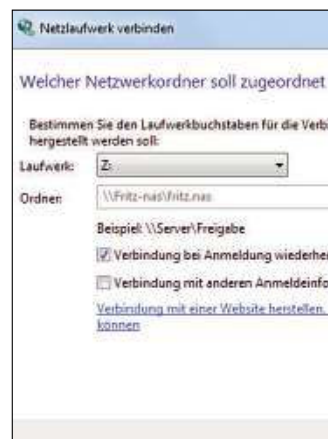 Netzlaufwerk verbinden
Welcher Netzwerkordner soll zugeordnet
Bestimmen Sie den Laufwerkbuchstaben für die Verbi
hergestellt werden soll:
Laufwerk: Z:
Ordner: \\Fritz-nas\fritz.nas
Beispiel: \\Server\Freigabe
Verbindung bei Anmeldung wiederher
Verbindung mit anderen Anmeldeinfo
Verbindung mit einer Website herstellen,
können